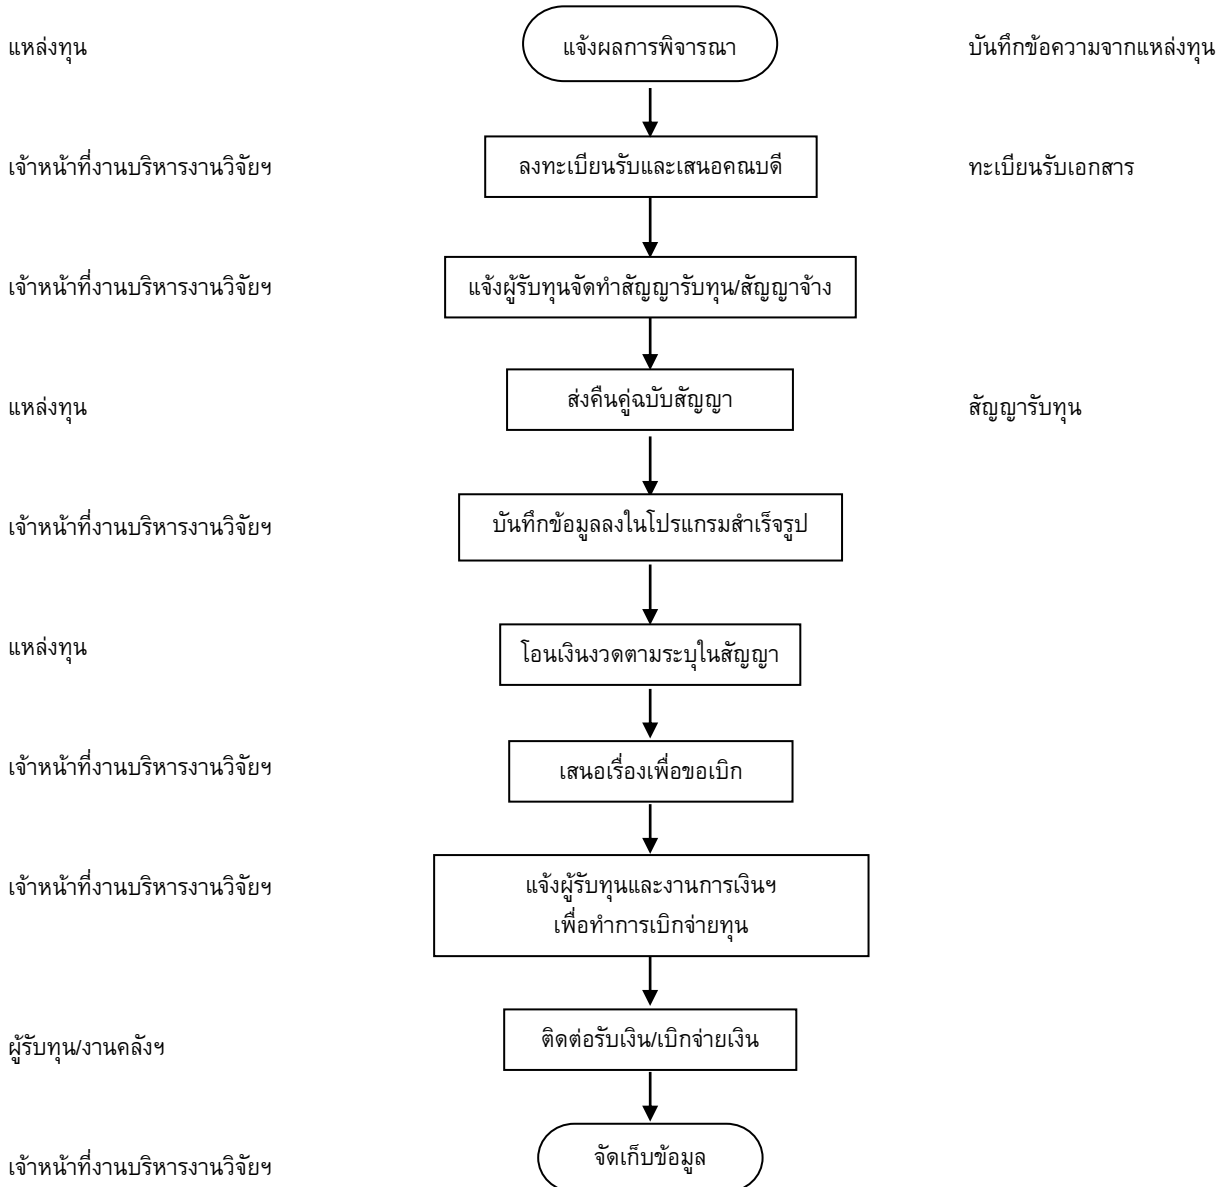 แหล่งทุน
แจ้งผลการพิจารณา
บันทึกข้อความจากแหล่งทุน
เจ้าหน้าที่งานบริหารงานวิจัยฯ
ลงทะเบียนรับและเสนอคณบดี
ทะเบียนรับเอกสาร
เจ้าหน้าที่งานบริหารงานวิจัยฯ
แจ้งผู้รับทุนจัดทำสัญญารับทุน/สัญญาจ้าง
แหล่งทุน
ส่งคืนคู่ฉบับสัญญา
สัญญารับทุน
เจ้าหน้าที่งานบริหารงานวิจัยฯ
บันทึกข้อมูลลงในโปรแกรมสำเร็จรูป
แหล่งทุน
โอนเงินงวดตามระบุในสัญญา
เจ้าหน้าที่งานบริหารงานวิจัยฯ
เสนอเรื่องเพื่อขอเบิก
เจ้าหน้าที่งานบริหารงานวิจัยฯ
แจ้งผู้รับทุนและงานการเงินฯ
เพื่อทำการเบิกจ่ายทุน
ผู้รับทุน/งานคลังฯ
ติดต่อรับเงิน/เบิกจ่ายเงิน
เจ้าหน้าที่งานบริหารงานวิจัยฯ
จัดเก็บข้อมูล